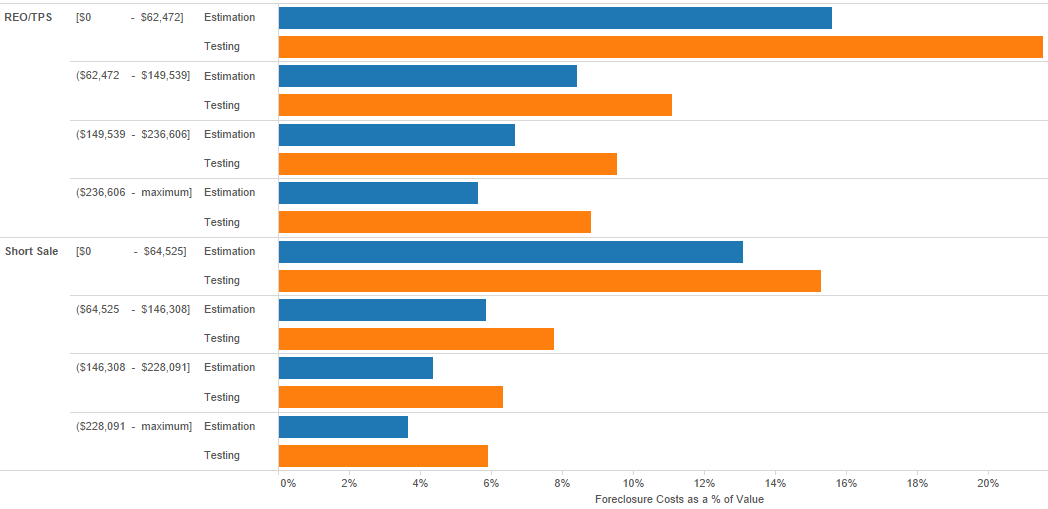 REO/TPS [$0 - $62,472] Estimation
Testing
($62,472 - $149,539] Estimation
Testing
($149,539 - $236,606] Estimation
Testing
($236,606 - maximum] Estimation
Testing
Short Sale [$0 - $64,525] Estimation
Testing
($64,525 - $146,308] Estimation
Testing
($146,308 - $228,091] Estimation
Testing
($228,091 - maximum] Estimation
Testing
0% 2% 4% 6% 8% 10% 12% 14% 16% 18% 20%
Foreclosure Costs as a % of Value